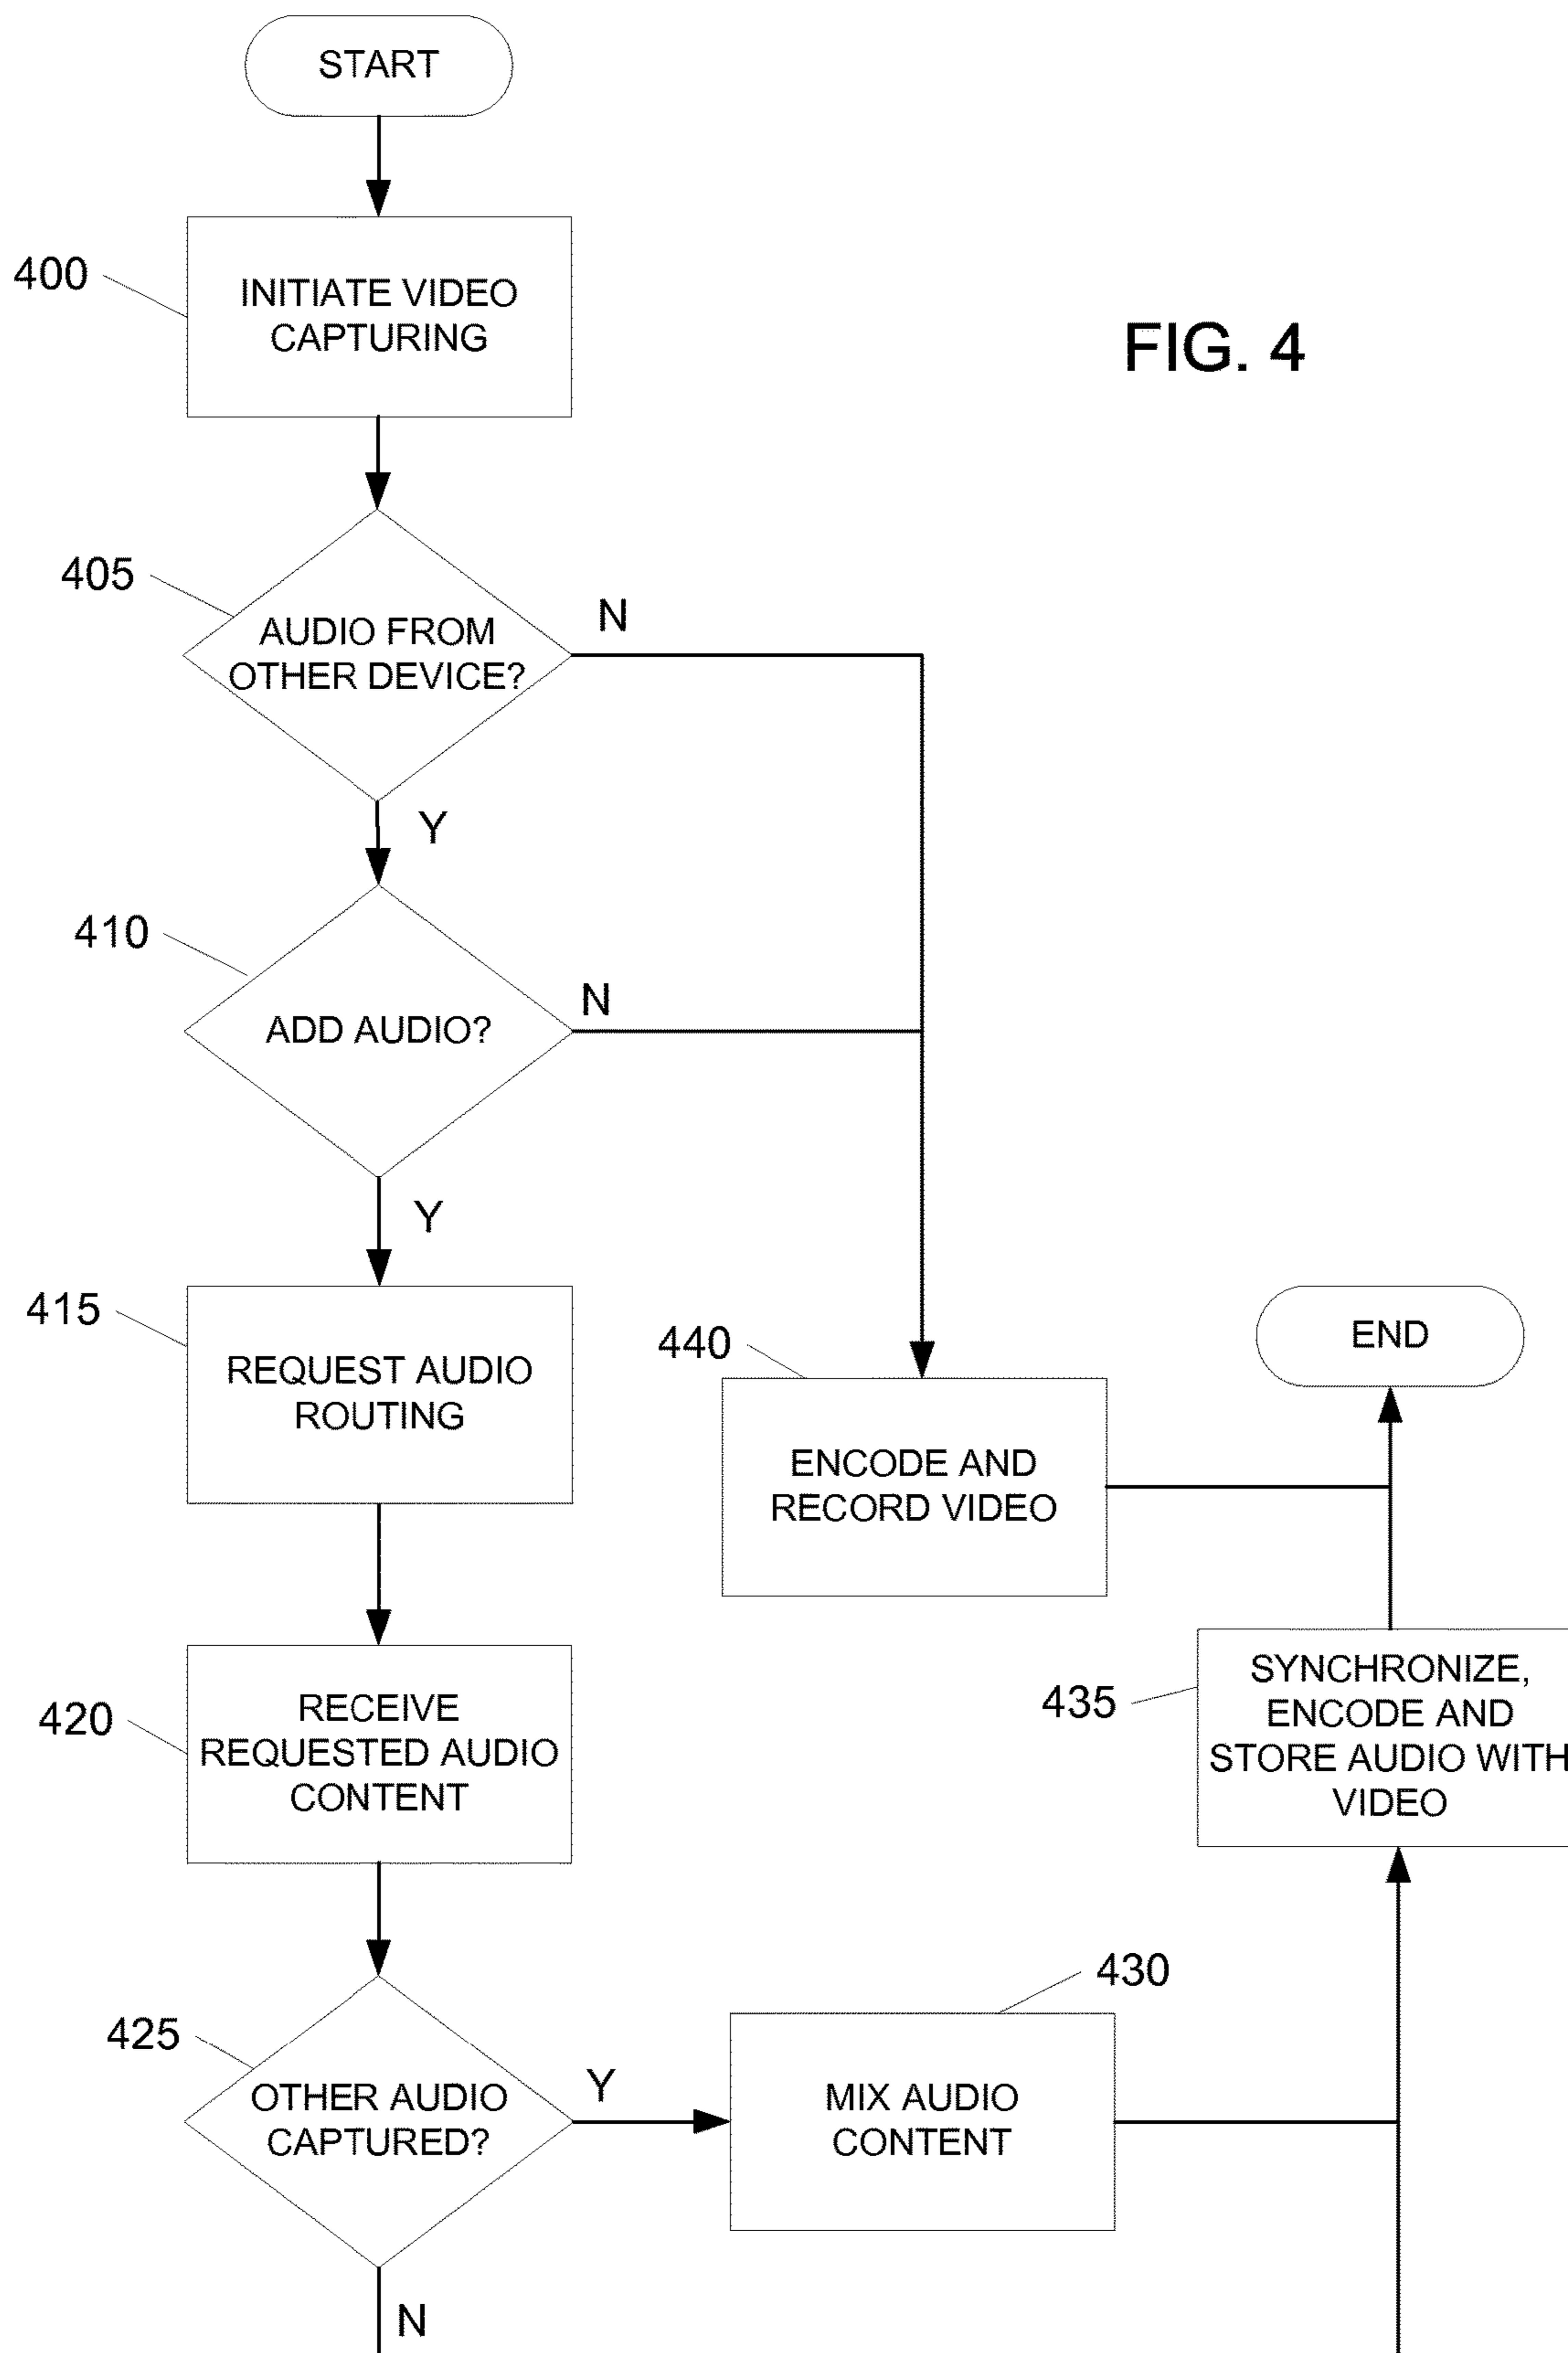 START
400
INITIATE VIDEO
CAPTURING
FIG. 4
405
AUDIO FROM
OTHER DEVICE?
N
Y
410
ADD AUDIO?
N
Y
415
REQUEST AUDIO
ROUTING
440
ENCODE AND
RECORD VIDEO
END
420
RECEIVE
REQUESTED AUDIO
CONTENT
435
SYNCHRONIZE,
ENCODE AND
STORE AUDIO WITH
VIDEO
425
OTHER AUDIO
CAPTURED?
Y
430
MIX AUDIO
CONTENT
N